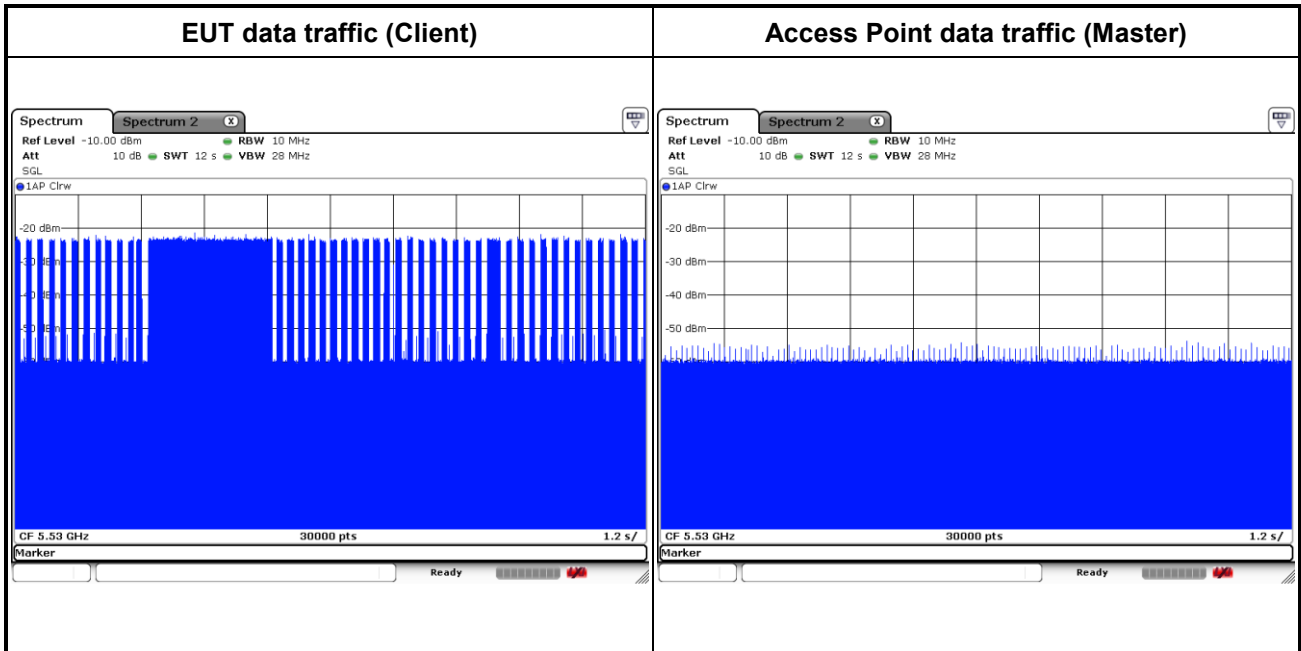 EUT data traffic (Client)
Access Point data traffic (Master)
Spectrum
Spectrum 2 X
Ref Level -10.00 dBm RBW 10 MHz
Att 10 dB SWT 12 s VBW 28 MHz
SGL
1AP Clrw
-20 dBm
CF 5.53 GHz 30000 pts 1.2 s/
Marker
Ready
Spectrum
Spectrum 2 X
Ref Level -10.00 dBm RBW 10 MHz
Att 10 dB SWT 12 s VBW 28 MHz
SGL
1AP Clrw
-20 dBm
-30 dBm
-40 dBm
-50 dBm
CF 5.53 GHz 30000 pts 1.2 s/
Marker
Ready